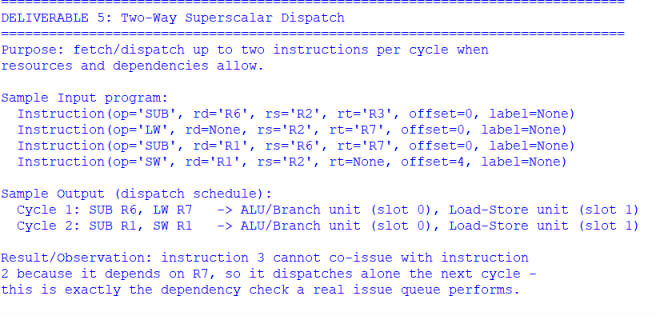 ================================================================================
DELIVERABLE 5: Two-Way Superscalar Dispatch
================================================================================
Purpose: fetch/dispatch up to two instructions per cycle when
resources and dependencies allow.

Sample Input program:
  Instruction(op='SUB', rd='R6', rs='R2', rt='R3', offset=0, label=None)
  Instruction(op='LW', rd=None, rs='R2', rt='R7', offset=0, label=None)
  Instruction(op='SUB', rd='R1', rs='R6', rt='R7', offset=0, label=None)
  Instruction(op='SW', rd='R1', rs='R2', rt=None, offset=4, label=None)

Sample Output (dispatch schedule):
  Cycle 1: SUB R6, LW R7   -> ALU/Branch unit (slot 0), Load-Store unit (slot 1)
  Cycle 2: SUB R1, SW R1   -> ALU/Branch unit (slot 0), Load-Store unit (slot 1)

Result/Observation: instruction 3 cannot co-issue with instruction
2 because it depends on R7, so it dispatches alone the next cycle -
this is exactly the dependency check a real issue queue performs.